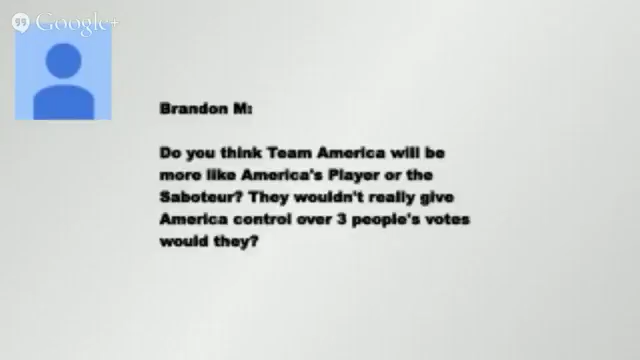 Google+
Brandon M:
Do you think Team America will be
more like America's Player or the
Saboteur? They wouldn't really give
America control over 3 people's votes
would they?